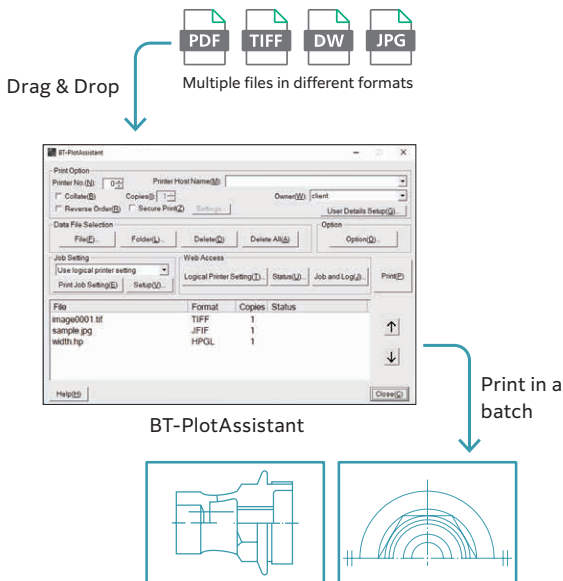 PDF TIFF DW JPG
Drag & Drop
Multiple files in different formats
BT-PlotAssistant
Print Option
Printer No.(N): 0 Printer Host Name(M):
Collate(B) Copies(I): 1 Owner(W): client
Reverse Order(R) Secure Print(Z) Settings... User Details Setup(G)...
Data File Selection Option
File(F)... Folder(L)... Delete(D) Delete All(A) Option(O)...
Job Setting Web Access
Use logical printer setting
Print Job Setting(E) Setup(V)... Logical Printer Setting(T)... Status(U)... Job and Log(J)... Print(P)
File Format Copies Status
image0001.tif TIFF 1
sample.jpg JFIF 1
width.hp HPGL 1
Help(H) Close(C)
Print in a
batch
BT-PlotAssistant